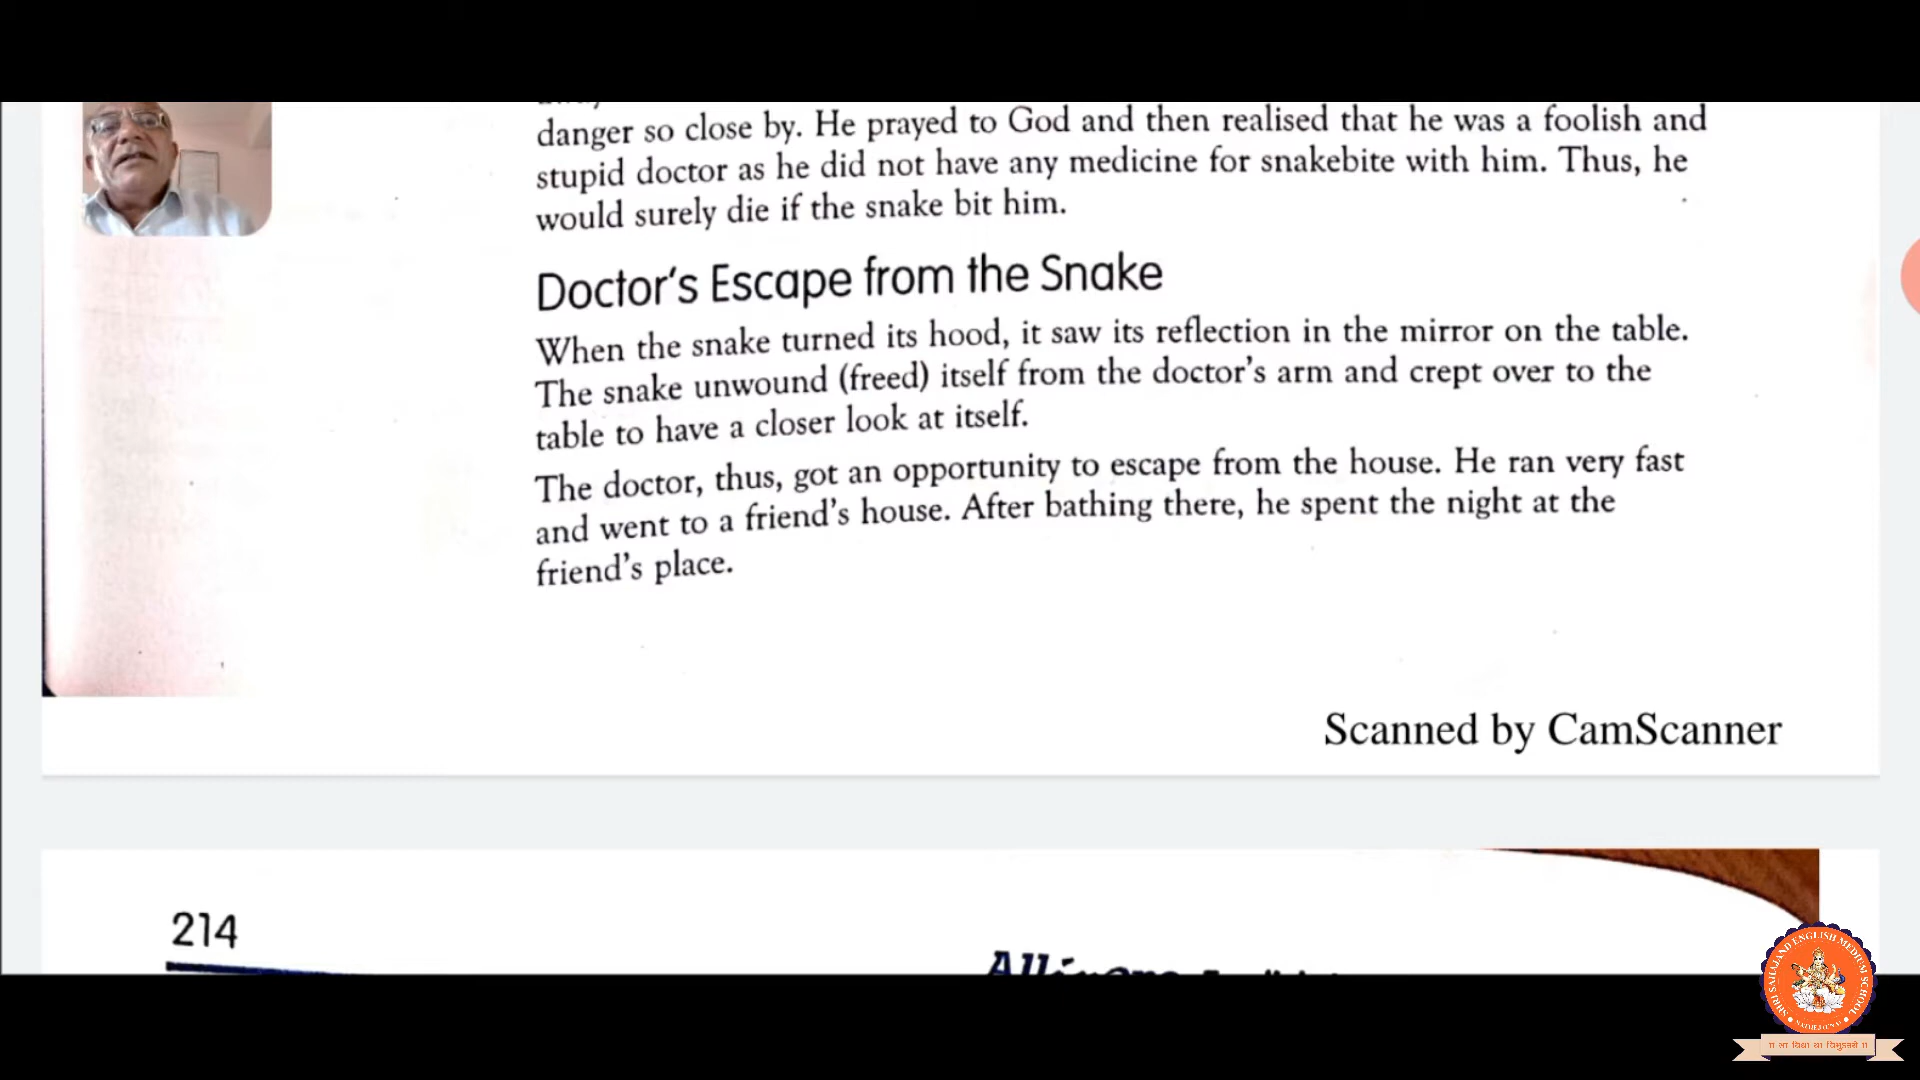 danger so close by. He prayed to God and then realised that he was a foolish and
stupid doctor as he did not have any medicine for snakebite with him. Thus, he
would surely die if the snake bit him.
Doctor's Escape from the Snake
When the snake turned its hood, it saw its reflection in the mirror on the table.
The snake unwound (freed) itself from the doctor's arm and crept over to the
table to have a closer look at itself.
The doctor, thus, got an opportunity to escape from the house. He ran very fast
and went to a friend's house. After bathing there, he spent the night at the
friend's place.
Scanned by CamScanner
214
SHRI SAHAJANAND ENGLISH MEDIUM SCHOOL
॥ सा विद्या या विमुक्तये ॥